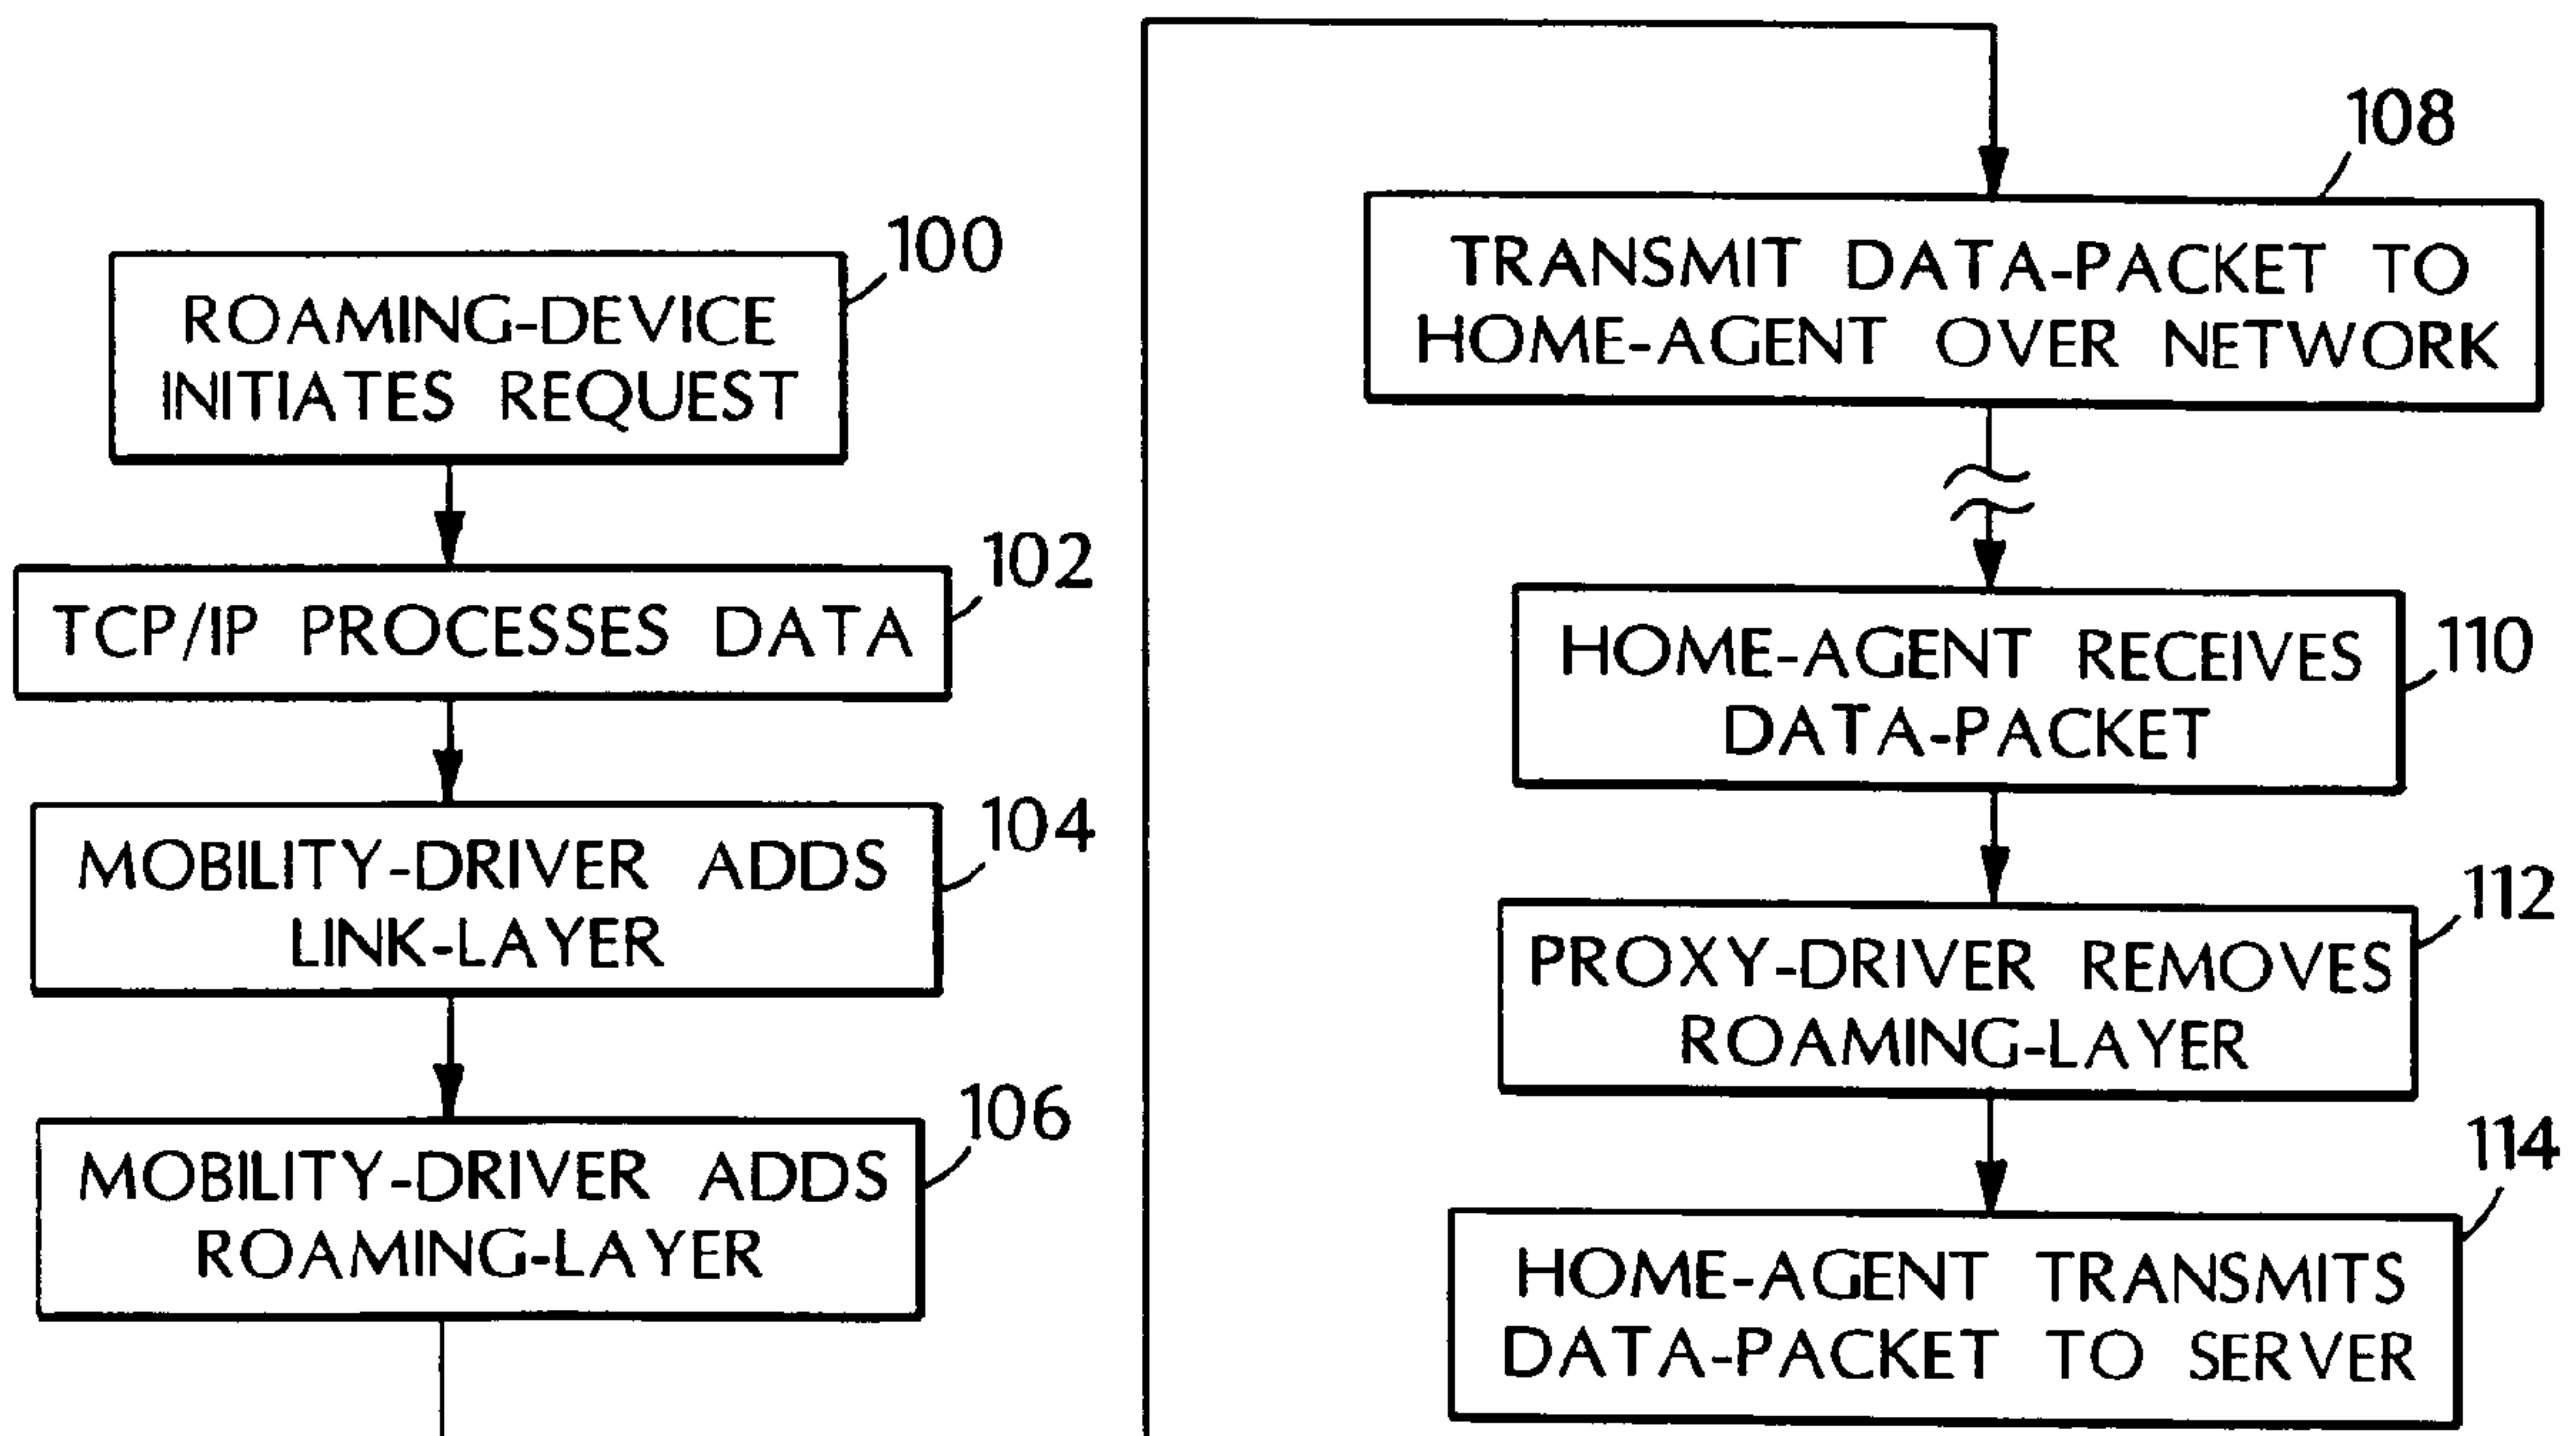 100
ROAMING-DEVICE
INITIATES REQUEST
102
TCP/IP PROCESSES DATA
104
MOBILITY-DRIVER ADDS
LINK-LAYER
106
MOBILITY-DRIVER ADDS
ROAMING-LAYER
108
TRANSMIT DATA-PACKET TO
HOME-AGENT OVER NETWORK
110
HOME-AGENT RECEIVES
DATA-PACKET
112
PROXY-DRIVER REMOVES
ROAMING-LAYER
114
HOME-AGENT TRANSMITS
DATA-PACKET TO SERVER